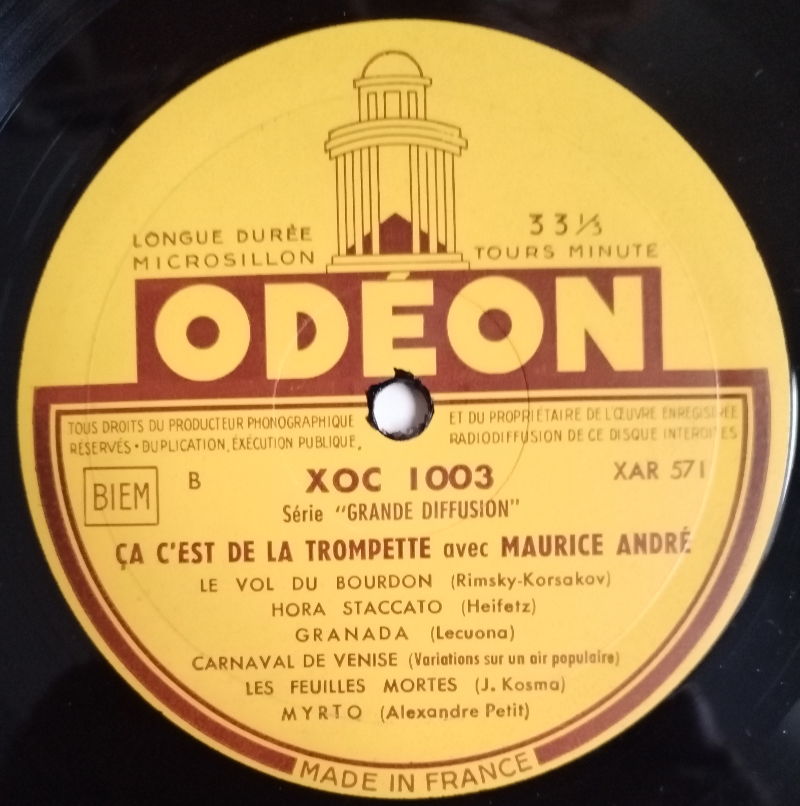 LONGUE DURÉE
MICROSILLON
33⅓
TOURS MINUTE
ODÉON
TOUS DROITS DU PRODUCTEUR PHONOGRAPHIQUE ET DU PROPRIÉTAIRE DE L'ŒUVRE ENREGISTRÉE
RÉSERVÉS • DUPLICATION, EXÉCUTION PUBLIQUE, RADIODIFFUSION DE CE DISQUE INTERDITES
BIEM B XOC 1003 XAR 571
Série "GRANDE DIFFUSION"
ÇA C'EST DE LA TROMPETTE avec MAURICE ANDRÉ
LE VOL DU BOURDON (Rimsky-Korsakov)
HORA STACCATO (Heifetz)
GRANADA (Lecuona)
CARNAVAL DE VENISE (Variations sur un air populaire)
LES FEUILLES MORTES (J. Kosma)
MYRTO (Alexandre Petit)
MADE IN FRANCE